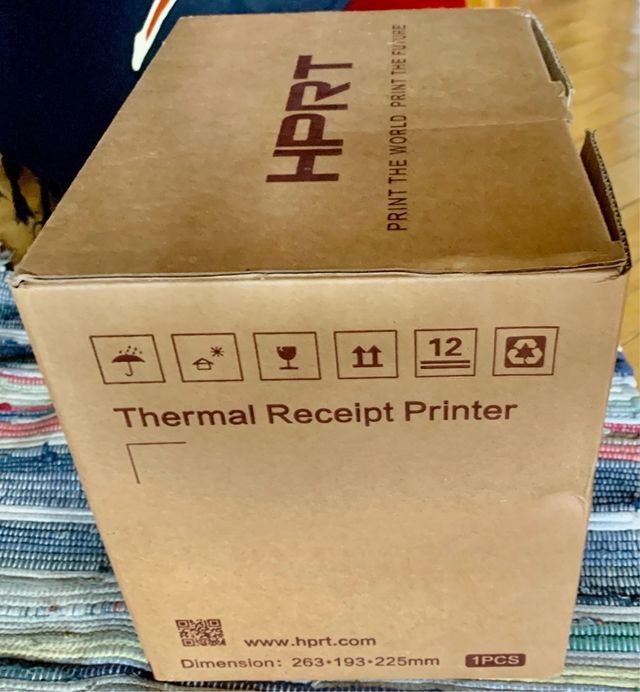 HPRT
PRINT THE WORLD PRINT THE FUTURE
12
Thermal Receipt Printer
www.hprt.com
Dimension: 263*193*225mm 1PCS